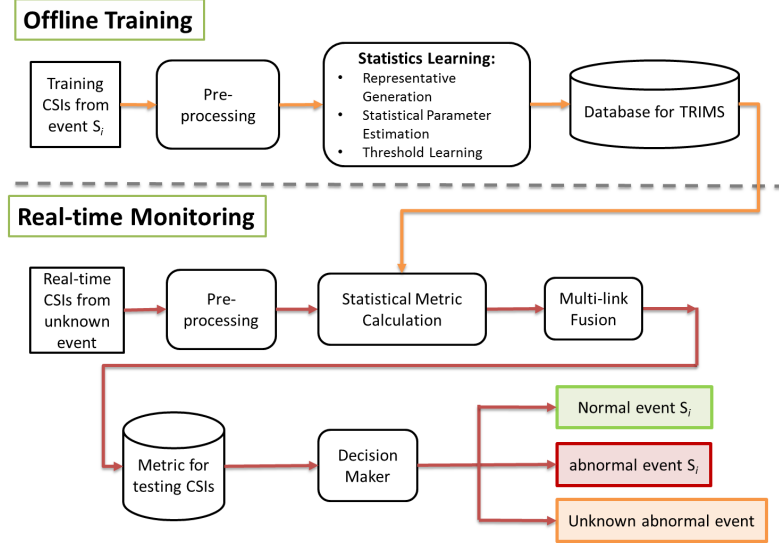 Offline Training
Training
CSIs from
event Si
Pre-
processing
Statistics Learning:
• Representative
Generation
• Statistical Parameter
Estimation
• Threshold Learning
Database for TRIMS
Real-time Monitoring
Real-time
CSIs from
unknown
event
Pre-
processing
Statistical Metric
Calculation
Multi-link
Fusion
Metric for
testing CSIs
Decision
Maker
Normal event Si
abnormal event Si
Unknown abnormal event